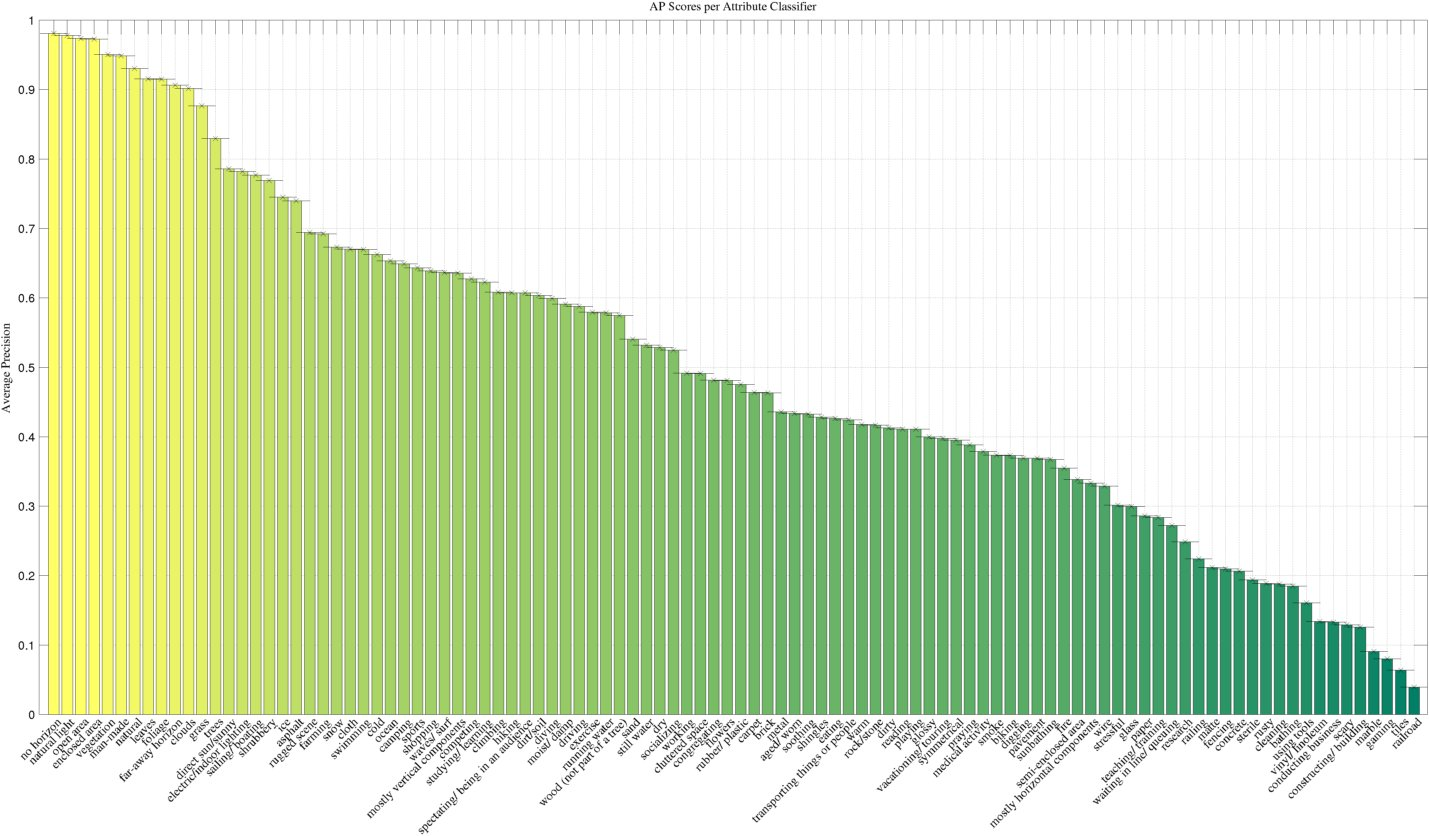 AP Scores per Attribute Classifier
1
0.9
0.8
0.7
0.6
0.5
0.4
0.3
0.2
0.1
0
Average Precision
no horizon
natural light
open area
enclosed area
vegetation
man-made
natural
leaves
foliage
far-away horizon
clouds
grass
trees
direct sun/sunny
electric/indoor lighting
sailing/ boating
shrubbery
ice
asphalt
rugged scene
farming
snow
cloth
swimming
cold
ocean
camping
sports
shopping
waves/ surf
mostly vertical components
competing
climbing
studying/ learning
hiking
spectating/ being in an audience
dirt/soil
diving
moist/ damp
driving
exercise
running water
wood (not part of a tree)
sand
still water
dry
socializing
working
cluttered space
congregating
flowers
rubber/ plastic
carpet
brick
metal
aged/ worn
soothing
shingles
eating
transporting things or people
warm
rock/stone
dirty
reading
playing
glossy
vacationing/ touring
symmetrical
praying
medical activity
smoke
biking
digging
pavement
sunbathing
fire
semi-enclosed area
mostly horizontal components
wire
stressful
glass
paper
teaching/ training
waiting in line/ queuing
research
railing
matte
fencing
concrete
sterile
rusty
cleaning
bathing
using tools
vinyl/ linoleum
conducting business
scary
constructing/ building
marble
gaming
tiles
railroad